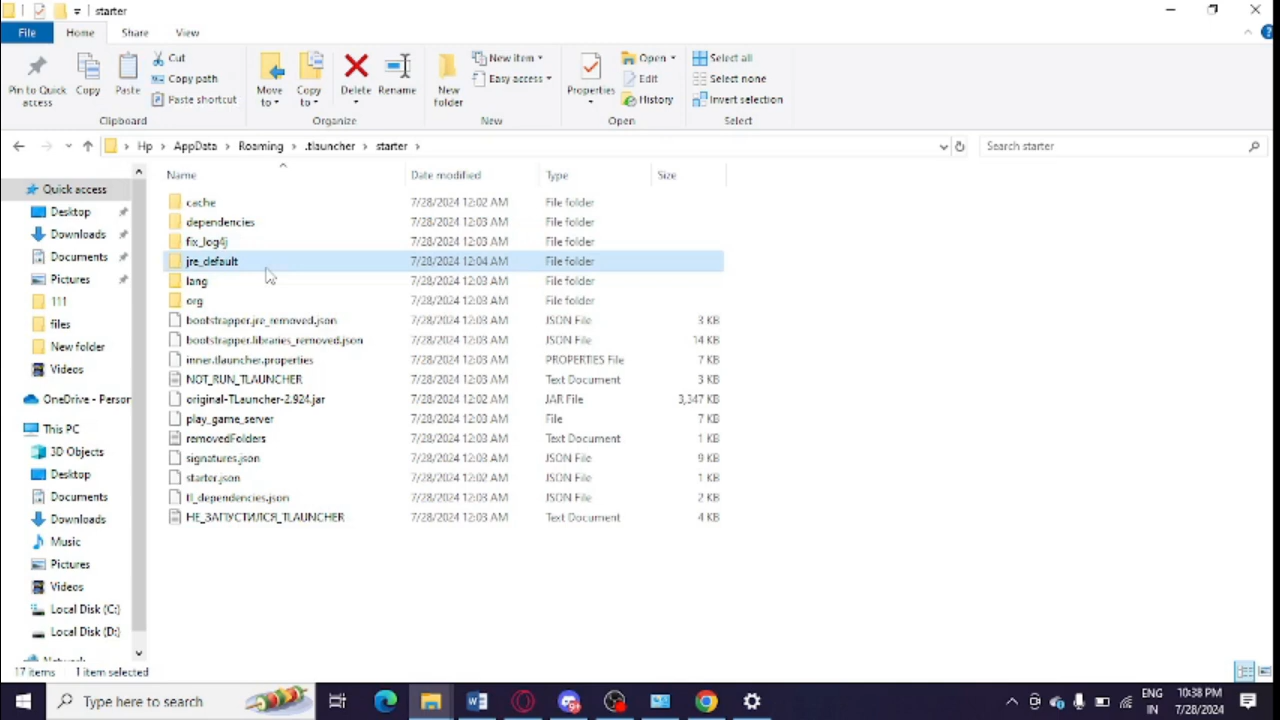 starter
File Home Share View
Pin to Quick access
Copy
Paste
Cut
Copy path
Paste shortcut
Clipboard
Move to
Copy to
Delete
Rename
Organize
New folder
New item
Easy access
New
Properties
Open
Edit
History
Open
Select all
Select none
Invert selection
Select
Hp › AppData › Roaming › .tlauncher › starter ›
Search starter
Name Date modified Type Size
Quick access
Desktop
Downloads
Documents
Pictures
111
files
New folder
Videos
OneDrive - Person
This PC
3D Objects
Desktop
Documents
Downloads
Music
Pictures
Videos
Local Disk (C:)
Local Disk (D:)
Network
cache 7/28/2024 12:02 AM File folder
dependencies 7/28/2024 12:03 AM File folder
fix_log4j 7/28/2024 12:03 AM File folder
jre_default 7/28/2024 12:04 AM File folder
lang 7/28/2024 12:03 AM File folder
org 7/28/2024 12:03 AM File folder
bootstrapper.jre_removed.json 7/28/2024 12:03 AM JSON File 3 KB
bootstrapper.libraries_removed.json 7/28/2024 12:03 AM JSON File 14 KB
inner.tlauncher.properties 7/28/2024 12:03 AM PROPERTIES File 7 KB
NOT_RUN_TLAUNCHER 7/28/2024 12:03 AM Text Document 3 KB
original-TLauncher-2.924.jar 7/28/2024 12:02 AM JAR File 3,347 KB
play_game_server 7/28/2024 12:03 AM File 7 KB
removedFolders 7/28/2024 12:03 AM Text Document 1 KB
signatures.json 7/28/2024 12:03 AM JSON File 9 KB
starter.json 7/28/2024 12:02 AM JSON File 1 KB
tl_dependencies.json 7/28/2024 12:03 AM JSON File 2 KB
НЕ_ЗАПУСТИЛСЯ_TLAUNCHER 7/28/2024 12:03 AM Text Document 4 KB
17 items 1 item selected
Type here to search
ENG
IN
10:38 PM
7/28/2024